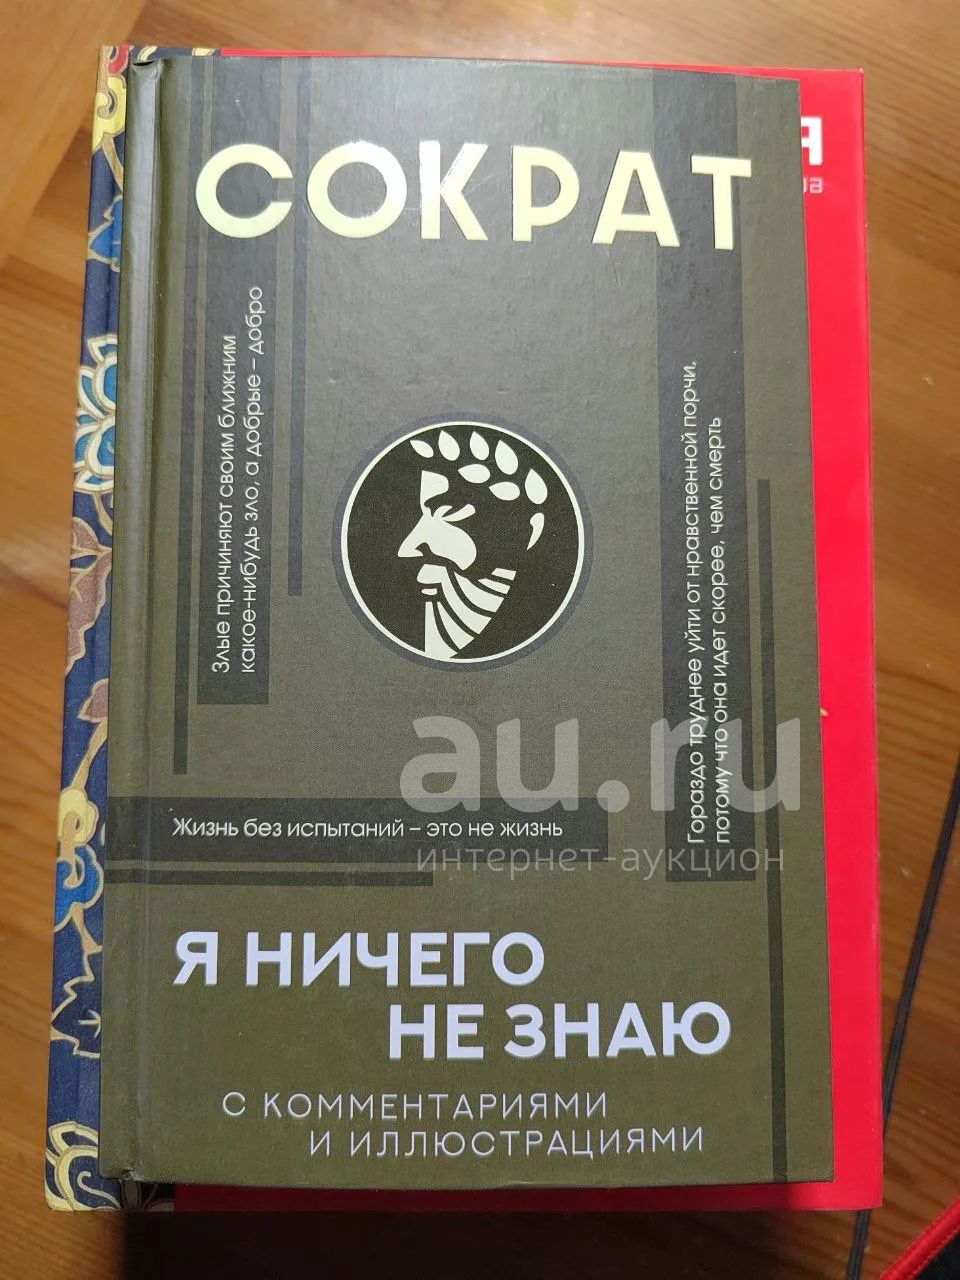 СОКРАТ
Злые причиняют своим ближним
какое-нибудь зло, а добрые – добро
Гораздо труднее уйти от нравственной порчи,
потому что она идет скорее, чем смерть
Жизнь без испытаний – это не жизнь
Я НИЧЕГО
НЕ ЗНАЮ
С КОММЕНТАРИЯМИ
И ИЛЛЮСТРАЦИЯМИ
au.ru
интернет-аукцион